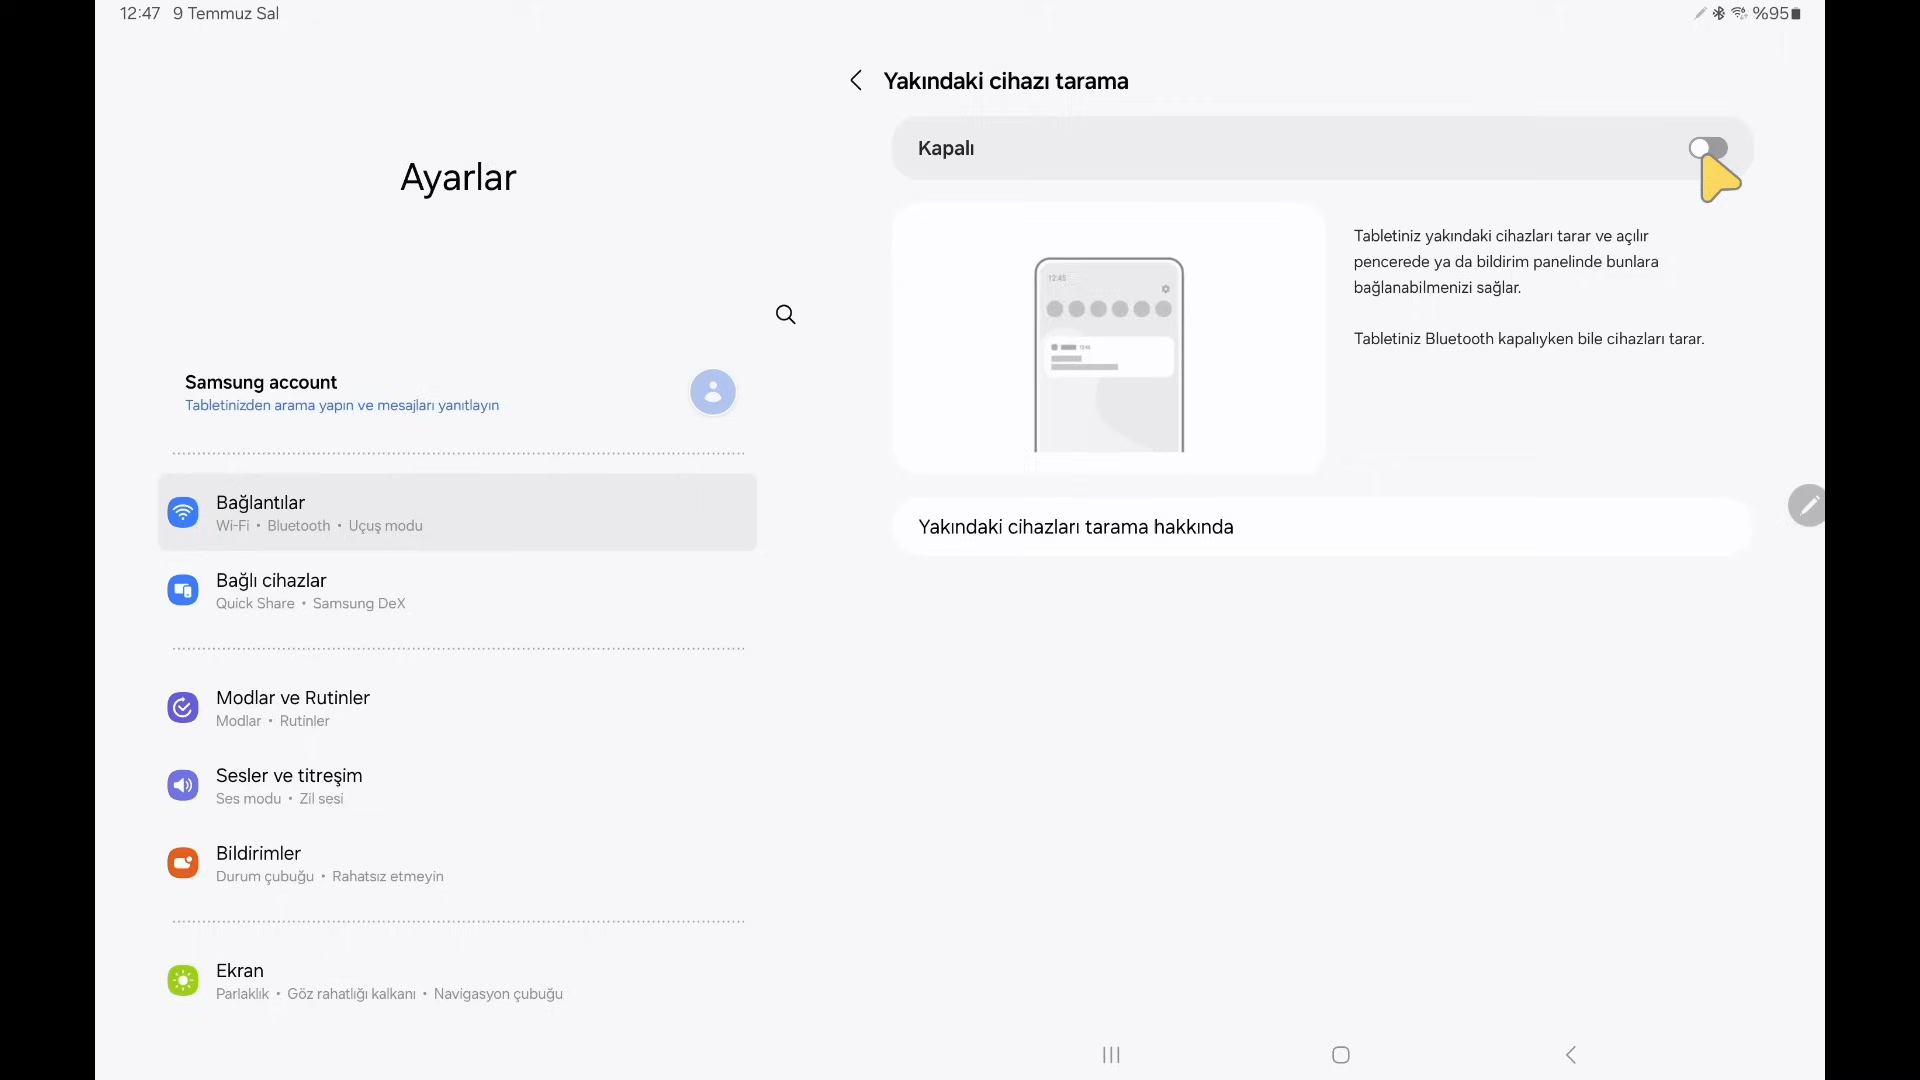 12:47 9 Temmuz Sal
%95
Ayarlar
Samsung account
Tabletinizden arama yapın ve mesajları yanıtlayın
Bağlantılar
Wi-Fi • Bluetooth • Uçuş modu
Bağlı cihazlar
Quick Share • Samsung DeX
Modlar ve Rutinler
Modlar • Rutinler
Sesler ve titreşim
Ses modu • Zil sesi
Bildirimler
Durum çubuğu • Rahatsız etmeyin
Ekran
Parlaklık • Göz rahatlığı kalkanı • Navigasyon çubuğu
Yakındaki cihazı tarama
Kapalı
12:45
Tabletiniz yakındaki cihazları tarar ve açılır
pencerede ya da bildirim panelinde bunlara
bağlanabilmenizi sağlar.
Tabletiniz Bluetooth kapalıyken bile cihazları tarar.
Yakındaki cihazları tarama hakkında